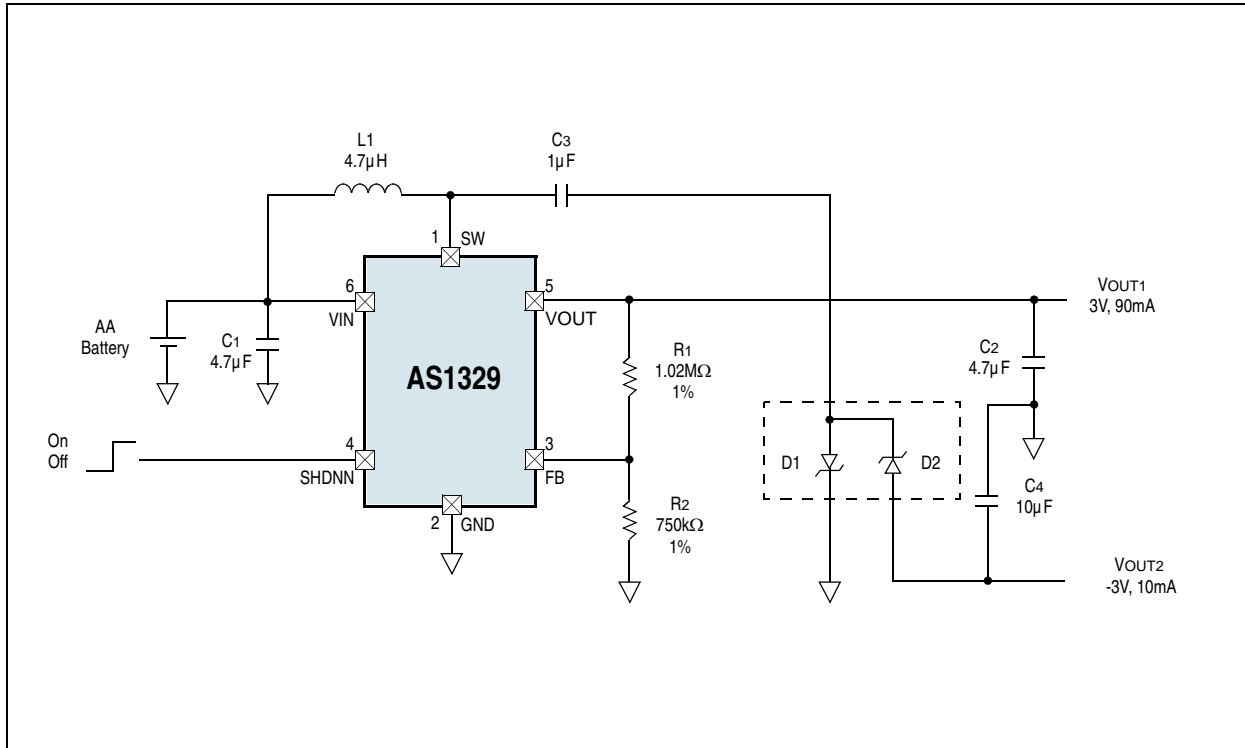 L1
4.7µH
C3
1µF
1
SW
6
VIN
5
VOUT
VOUT1
3V, 90mA
AA
Battery
C1
4.7µF
AS1329
R1
1.02MΩ
1%
C2
4.7µF
On
Off
4
SHDNN
3
FB
D1
D2
C4
10µF
2
GND
R2
750kΩ
1%
VOUT2
-3V, 10mA